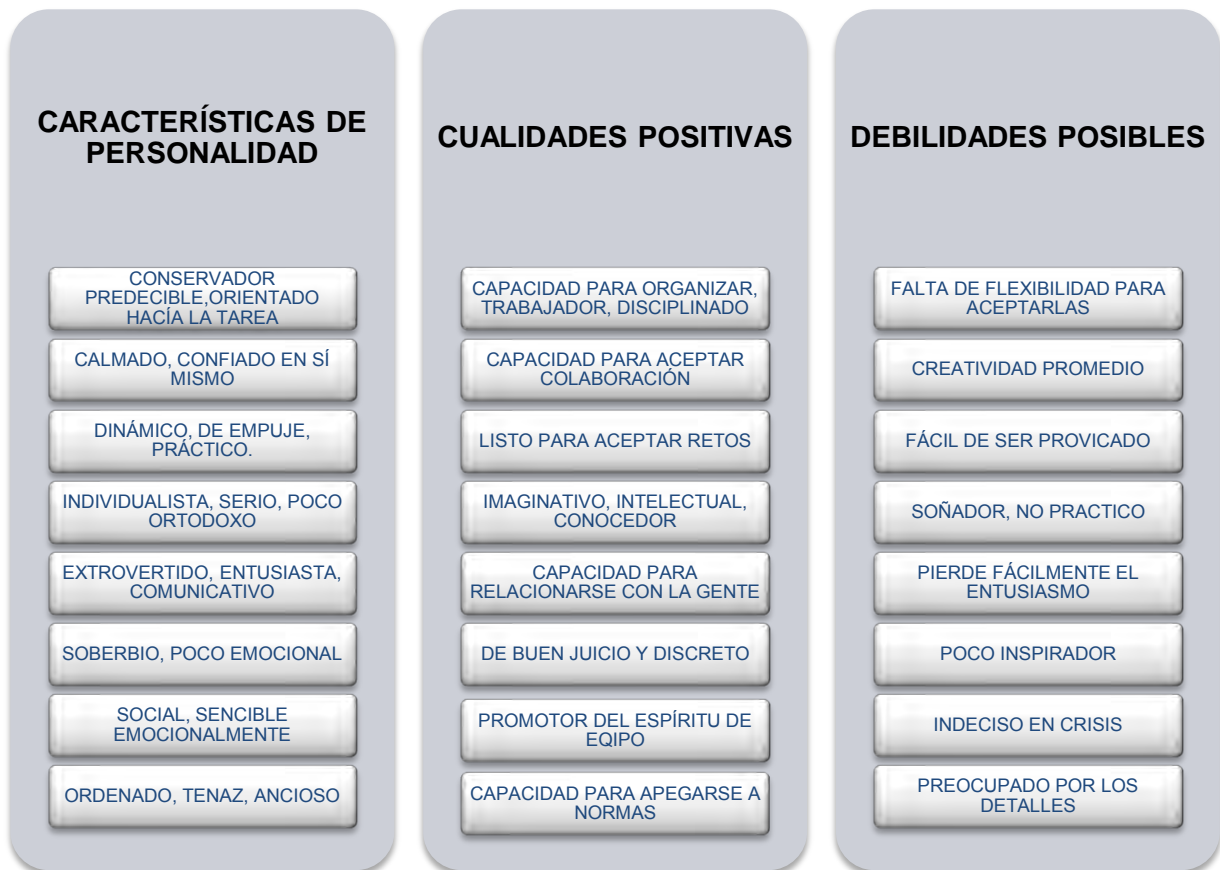 CARACTERÍSTICAS DE
PERSONALIDAD
CONSERVADOR
PREDECIBLE,ORIENTADO
HACÍA LA TAREA
CALMADO, CONFIADO EN SÍ
MISMO
DINÁMICO, DE EMPUJE,
PRÁCTICO.
INDIVIDUALISTA, SERIO, POCO
ORTODOXO
EXTROVERTIDO, ENTUSIASTA,
COMUNICATIVO
SOBERBIO, POCO EMOCIONAL
SOCIAL, SENCIBLE
EMOCIONALMENTE
ORDENADO, TENAZ, ANCIOSO
CUALIDADES POSITIVAS
CAPACIDAD PARA ORGANIZAR,
TRABAJADOR, DISCIPLINADO
CAPACIDAD PARA ACEPTAR
COLABORACIÓN
LISTO PARA ACEPTAR RETOS
IMAGINATIVO, INTELECTUAL,
CONOCEDOR
CAPACIDAD PARA
RELACIONARSE CON LA GENTE
DE BUEN JUICIO Y DISCRETO
PROMOTOR DEL ESPÍRITU DE
EQIPO
CAPACIDAD PARA APEGARSE A
NORMAS
DEBILIDADES POSIBLES
FALTA DE FLEXIBILIDAD PARA
ACEPTARLAS
CREATIVIDAD PROMEDIO
FÁCIL DE SER PROVICADO
SOÑADOR, NO PRACTICO
PIERDE FÁCILMENTE EL
ENTUSIASMO
POCO INSPIRADOR
INDECISO EN CRISIS
PREOCUPADO POR LOS
DETALLES